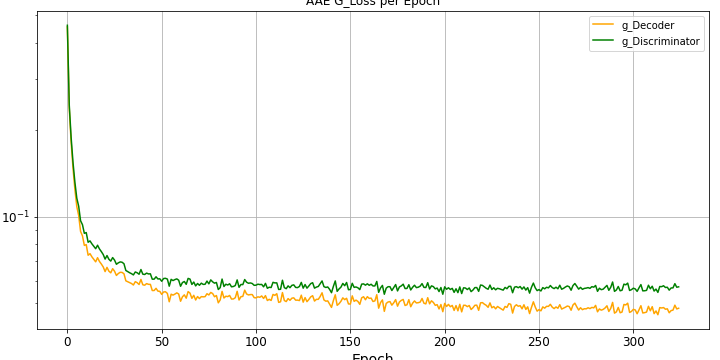 AAE G_Loss per Epoch
g_Decoder
g_Discriminator
10⁻¹
0 50 100 150 200 250 300
Epoch